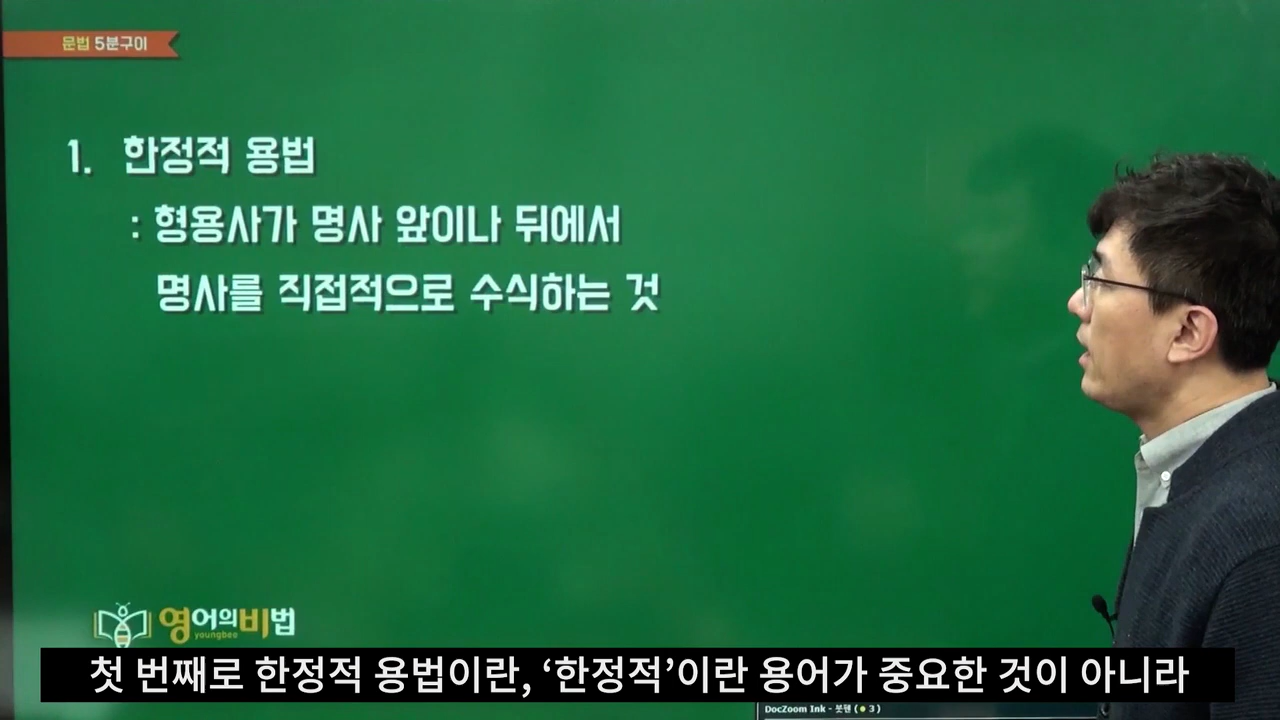 문법 5분구이
1. 한정적 용법
: 형용사가 명사 앞이나 뒤에서
명사를 직접적으로 수식하는 것
영어의비법
youngbee
첫 번째로 한정적 용법이란, ‘한정적’이란 용어가 중요한 것이 아니라
DocZoom Ink - 붓펜 ( 3 )